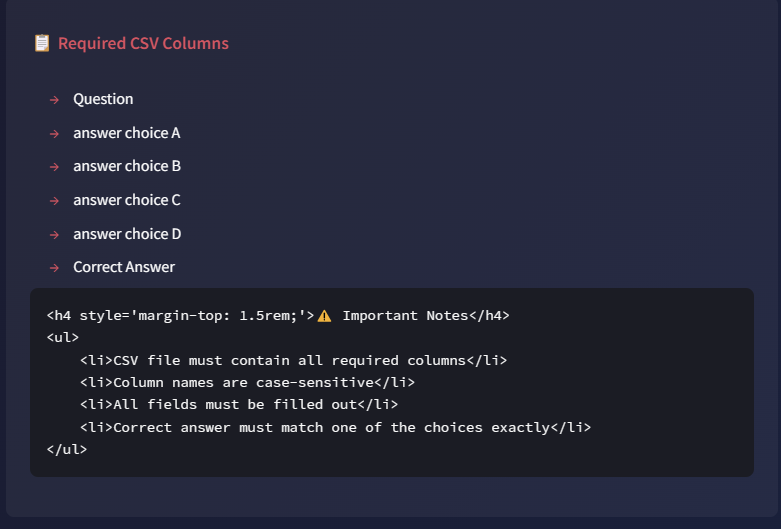 📋 Required CSV Columns
→ Question
→ answer choice A
→ answer choice B
→ answer choice C
→ answer choice D
→ Correct Answer
<h4 style='margin-top: 1.5rem;'>⚠️ Important Notes</h4>
<ul>
    <li>CSV file must contain all required columns</li>
    <li>Column names are case-sensitive</li>
    <li>All fields must be filled out</li>
    <li>Correct answer must match one of the choices exactly</li>
</ul>